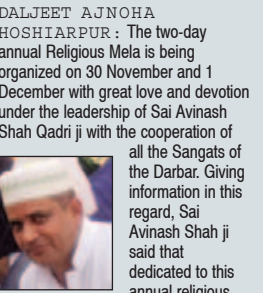 DALJEET AJNOHA
HOSHIARPUR: The two-day
annual Religious Mela is being
organized on 30 November and 1
December with great love and devotion
under the leadership of Sai Avinash
Shah Qadri ji with the cooperation of
all the Sangats of
the Darbar. Giving
information in this
regard, Sai
Avinash Shah ji
said that
dedicated to this
annual religious